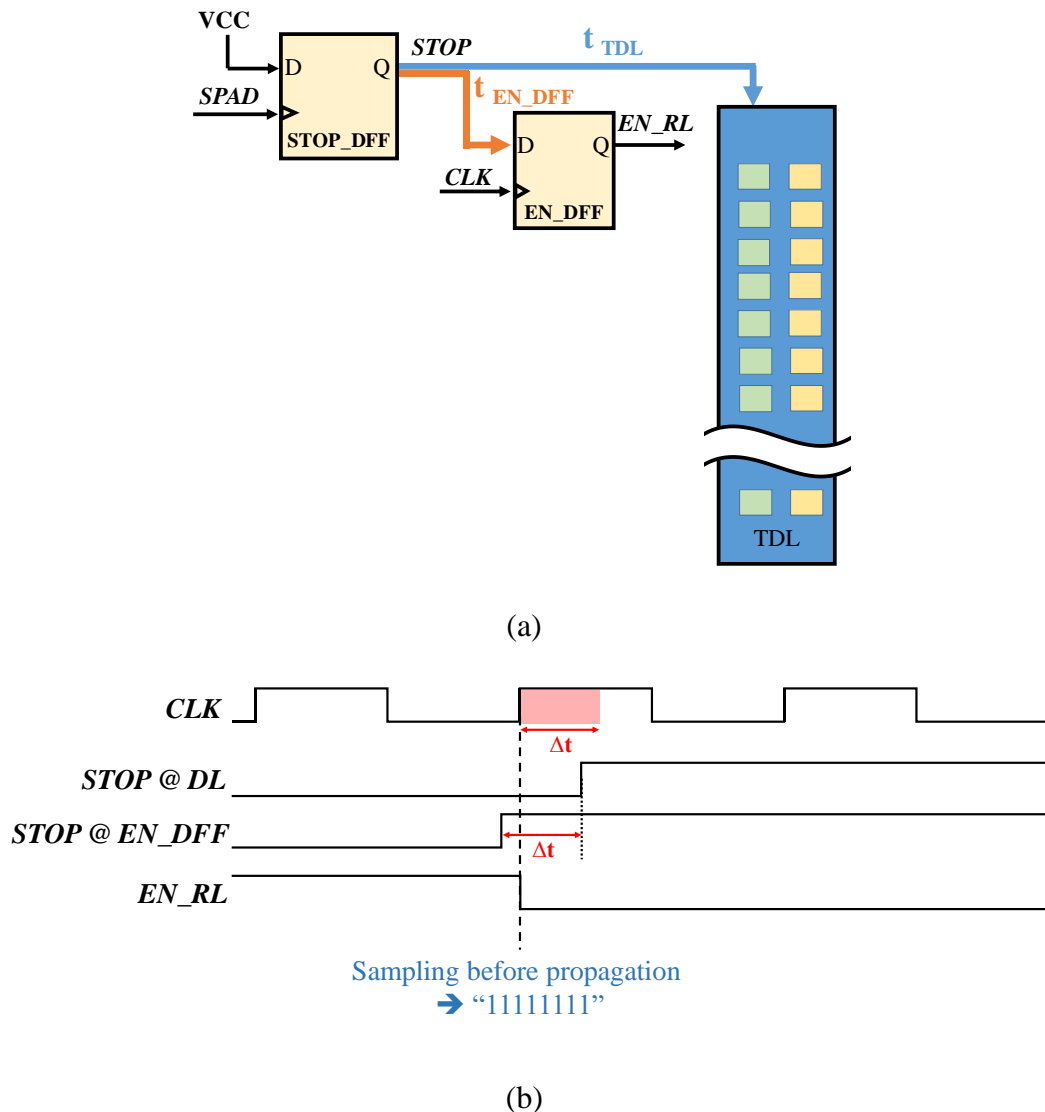 VCC
STOP
t TDL
D
Q
SPAD
t EN_DFF
STOP_DFF
EN_RL
D
Q
CLK
EN_DFF
TDL
(a)
CLK
Δt
STOP @ DL
STOP @ EN_DFF
Δt
EN_RL
Sampling before propagation
➔ “11111111”
(b)